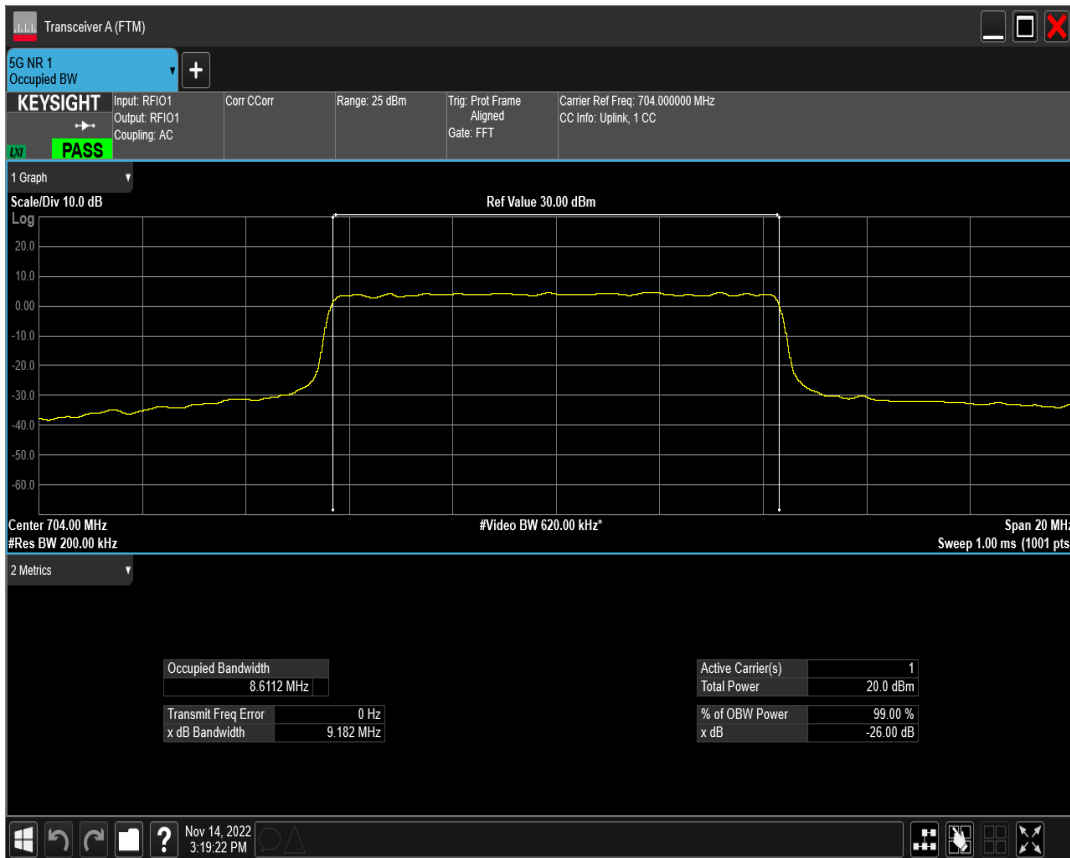 Transceiver A (FTM)
5G NR 1
Occupied BW
+
KEYSIGHT
LXI
PASS
Input: RFIO1
Output: RFIO1
Coupling: AC
Corr CCorr
Range: 25 dBm
Trig: Prot Frame
Aligned
Gate: FFT
Carrier Ref Freq: 704.000000 MHz
CC Info: Uplink, 1 CC
1 Graph
Scale/Div 10.0 dB
Ref Value 30.00 dBm
Log
20.0
10.0
0.00
-10.0
-20.0
-30.0
-40.0
-50.0
-60.0
Center 704.00 MHz
#Video BW 620.00 kHz*
Span 20 MHz
#Res BW 200.00 kHz
Sweep 1.00 ms (1001 pts
2 Metrics
Occupied Bandwidth
8.6112 MHz
Transmit Freq Error 0 Hz
x dB Bandwidth 9.182 MHz
Active Carrier(s) 1
Total Power 20.0 dBm
% of OBW Power 99.00 %
x dB -26.00 dB
?
Nov 14, 2022
3:19:22 PM